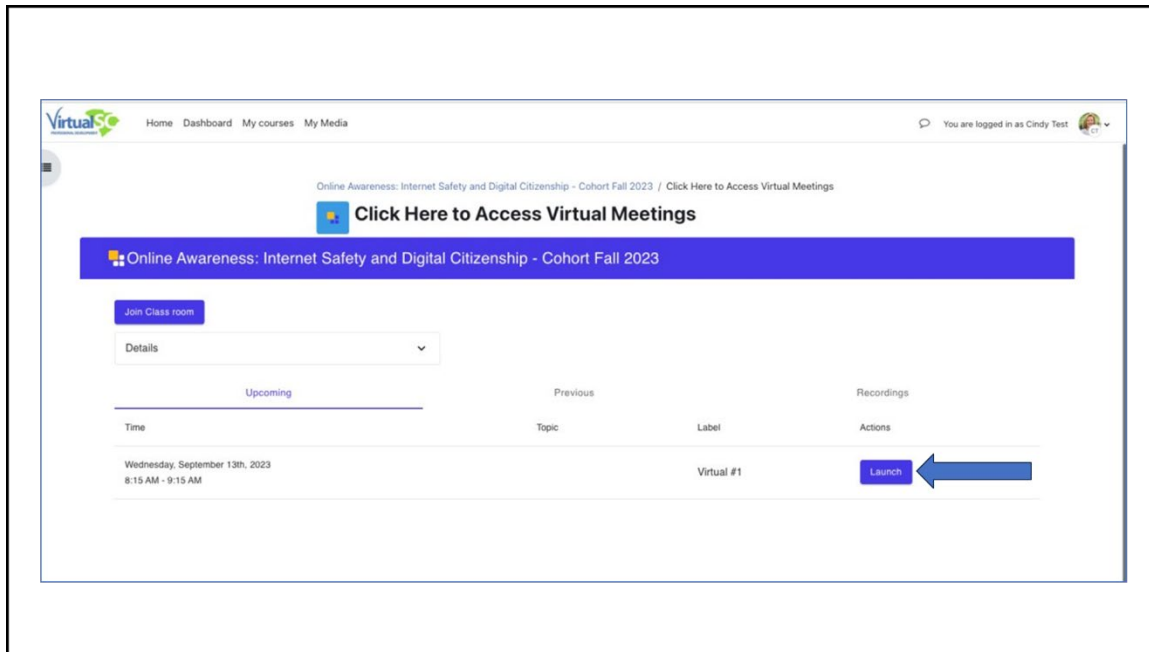 VirtualSC
PROFESSIONAL DEVELOPMENT
Home Dashboard My courses My Media
You are logged in as Cindy Test
CT
Online Awareness: Internet Safety and Digital Citizenship - Cohort Fall 2023 / Click Here to Access Virtual Meetings
Click Here to Access Virtual Meetings
Online Awareness: Internet Safety and Digital Citizenship - Cohort Fall 2023
Join Class room
Details
Upcoming Previous Recordings
Time Topic Label Actions
Wednesday, September 13th, 2023
8:15 AM - 9:15 AM
Virtual #1 Launch